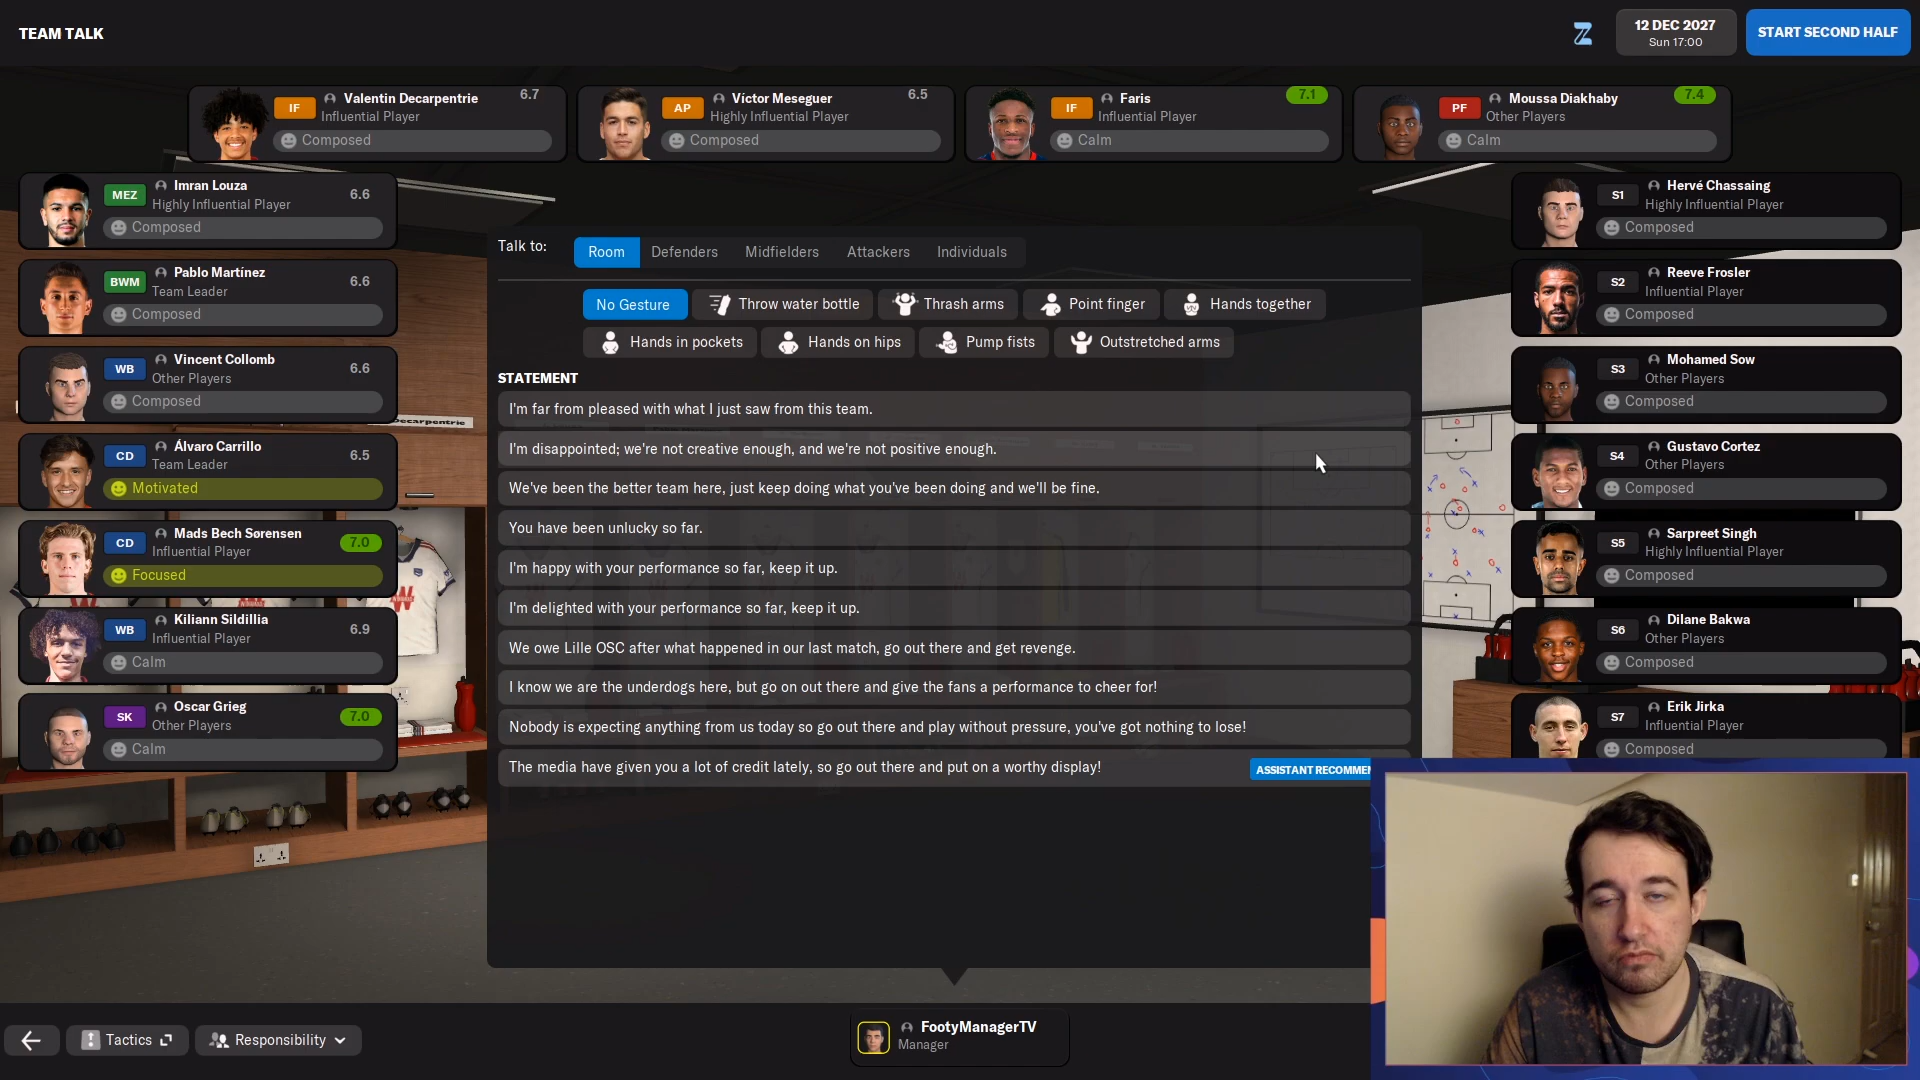 TEAM TALK
12 DEC 2027
Sun 17:00
START SECOND HALF
IF
Valentin Decarpentrie
6.7
Influential Player
Composed
AP
Víctor Meseguer
6.5
Highly Influential Player
Composed
IF
Faris
7.1
Influential Player
Calm
PF
Moussa Diakhaby
7.4
Other Players
Calm
MEZ
Imran Louza
6.6
Highly Influential Player
Composed
BWM
Pablo Martínez
6.6
Team Leader
Composed
WB
Vincent Collomb
6.6
Other Players
Composed
Decarpentrie
CD
Álvaro Carrillo
6.5
Team Leader
Motivated
CD
Mads Bech Sørensen
7.0
Influential Player
Focused
WB
Kiliann Sildillia
6.9
Influential Player
Calm
SK
Oscar Grieg
7.0
Other Players
Calm
Talk to:
Room
Defenders
Midfielders
Attackers
Individuals
No Gesture
Throw water bottle
Thrash arms
Point finger
Hands together
Hands in pockets
Hands on hips
Pump fists
Outstretched arms
STATEMENT
I'm far from pleased with what I just saw from this team.
I'm disappointed; we're not creative enough, and we're not positive enough.
We've been the better team here, just keep doing what you've been doing and we'll be fine.
You have been unlucky so far.
I'm happy with your performance so far, keep it up.
I'm delighted with your performance so far, keep it up.
We owe Lille OSC after what happened in our last match, go out there and get revenge.
I know we are the underdogs here, but go on out there and give the fans a performance to cheer for!
Nobody is expecting anything from us today so go out there and play without pressure, you've got nothing to lose!
The media have given you a lot of credit lately, so go out there and put on a worthy display!
ASSISTANT RECOMMEN
S1
Hervé Chassaing
Highly Influential Player
Composed
S2
Reeve Frosler
Influential Player
Composed
S3
Mohamed Sow
Other Players
Composed
S4
Gustavo Cortez
Other Players
Composed
S5
Sarpreet Singh
Highly Influential Player
Composed
S6
Dilane Bakwa
Other Players
Composed
S7
Erik Jirka
Influential Player
Composed
Tactics
Responsibility
FootyManagerTV
Manager